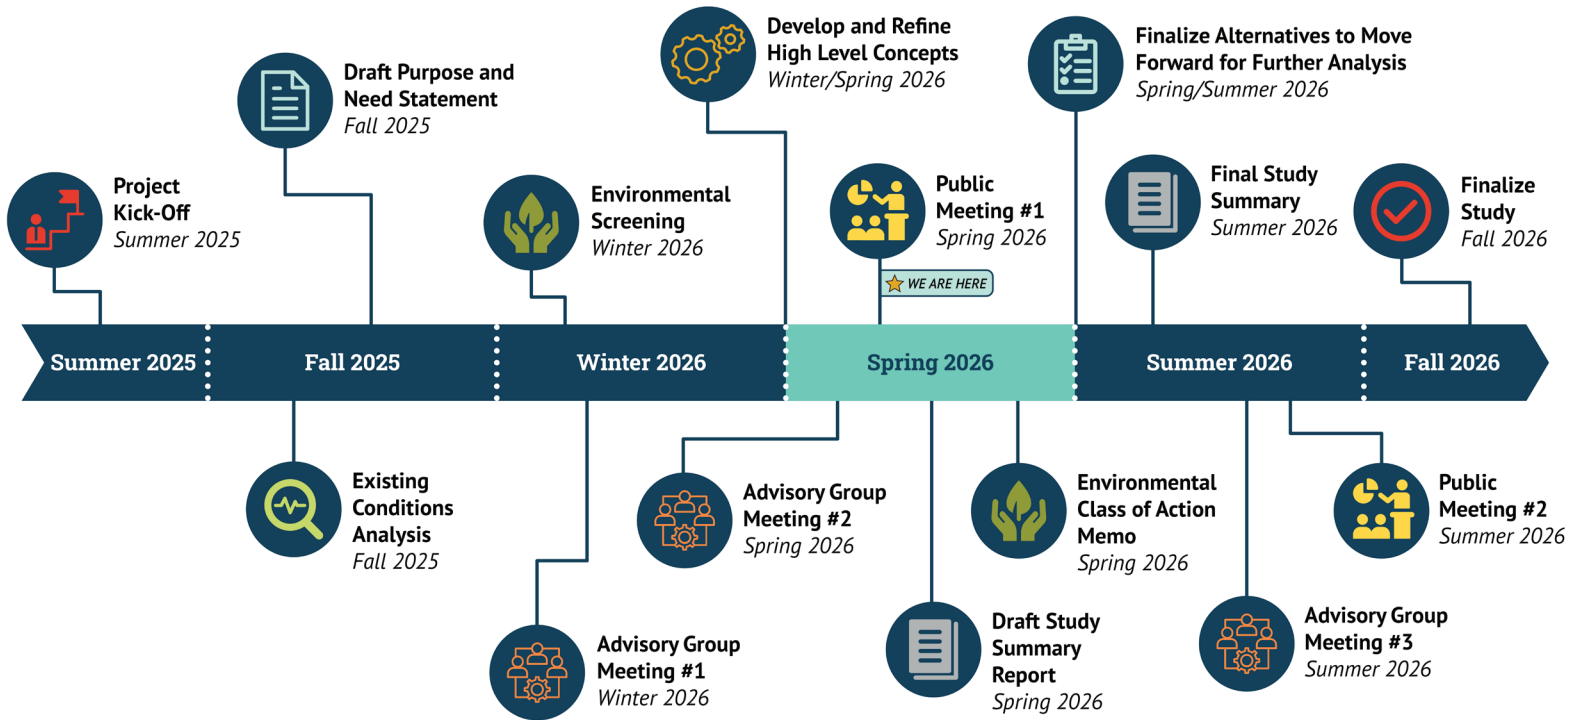 Develop and Refine
High Level Concepts
Winter/Spring 2026
Finalize Alternatives to Move
Forward for Further Analysis
Spring/Summer 2026
Draft Purpose and
Need Statement
Fall 2025
Project
Kick-Off
Summer 2025
Environmental
Screening
Winter 2026
Public
Meeting #1
Spring 2026
WE ARE HERE
Final Study
Summary
Summer 2026
Finalize
Study
Fall 2026
Summer 2025
Fall 2025
Winter 2026
Spring 2026
Summer 2026
Fall 2026
Existing
Conditions
Analysis
Fall 2025
Advisory Group
Meeting #1
Winter 2026
Advisory Group
Meeting #2
Spring 2026
Draft Study
Summary
Report
Spring 2026
Environmental
Class of Action
Memo
Spring 2026
Advisory Group
Meeting #3
Summer 2026
Public
Meeting #2
Summer 2026